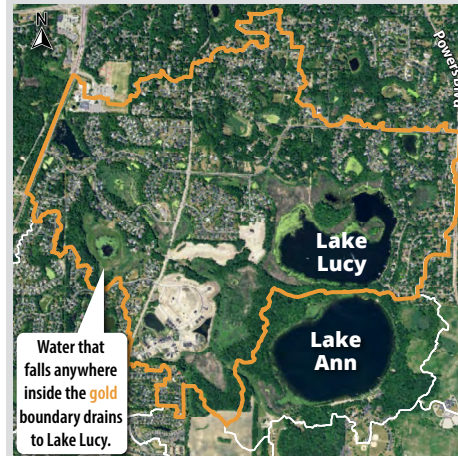 N
Powers
Blvd
Lake
Lucy
Lake
Ann
Water that
falls anywhere
inside the gold
boundary drains
to Lake Lucy.